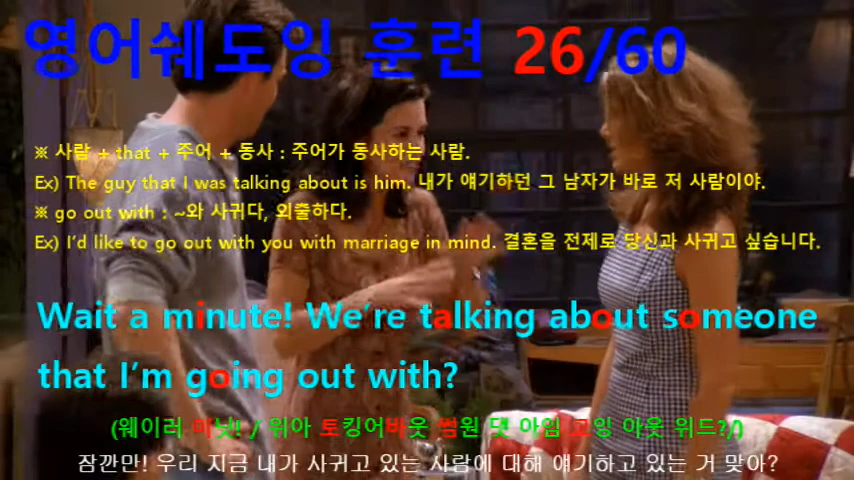 영어쉐도잉 훈련 26/60
※ 사람 + that + 주어 + 동사 : 주어가 동사하는 사람.
Ex) The guy that I was talking about is him. 내가 얘기하던 그 남자가 바로 저 사람이야.
※ go out with : ~와 사귀다, 외출하다.
Ex) I'd like to go out with you with marriage in mind. 결혼을 전제로 당신과 사귀고 싶습니다.
Wait a minute! We're talking about someone
that I'm going out with?
(웨이러 미닛! / 위아 토킹어바웃 썸원 댓 아임 고잉 아웃 위드?/)
잠깐만! 우리 지금 내가 사귀고 있는 사람에 대해 얘기하고 있는 거 맞아?